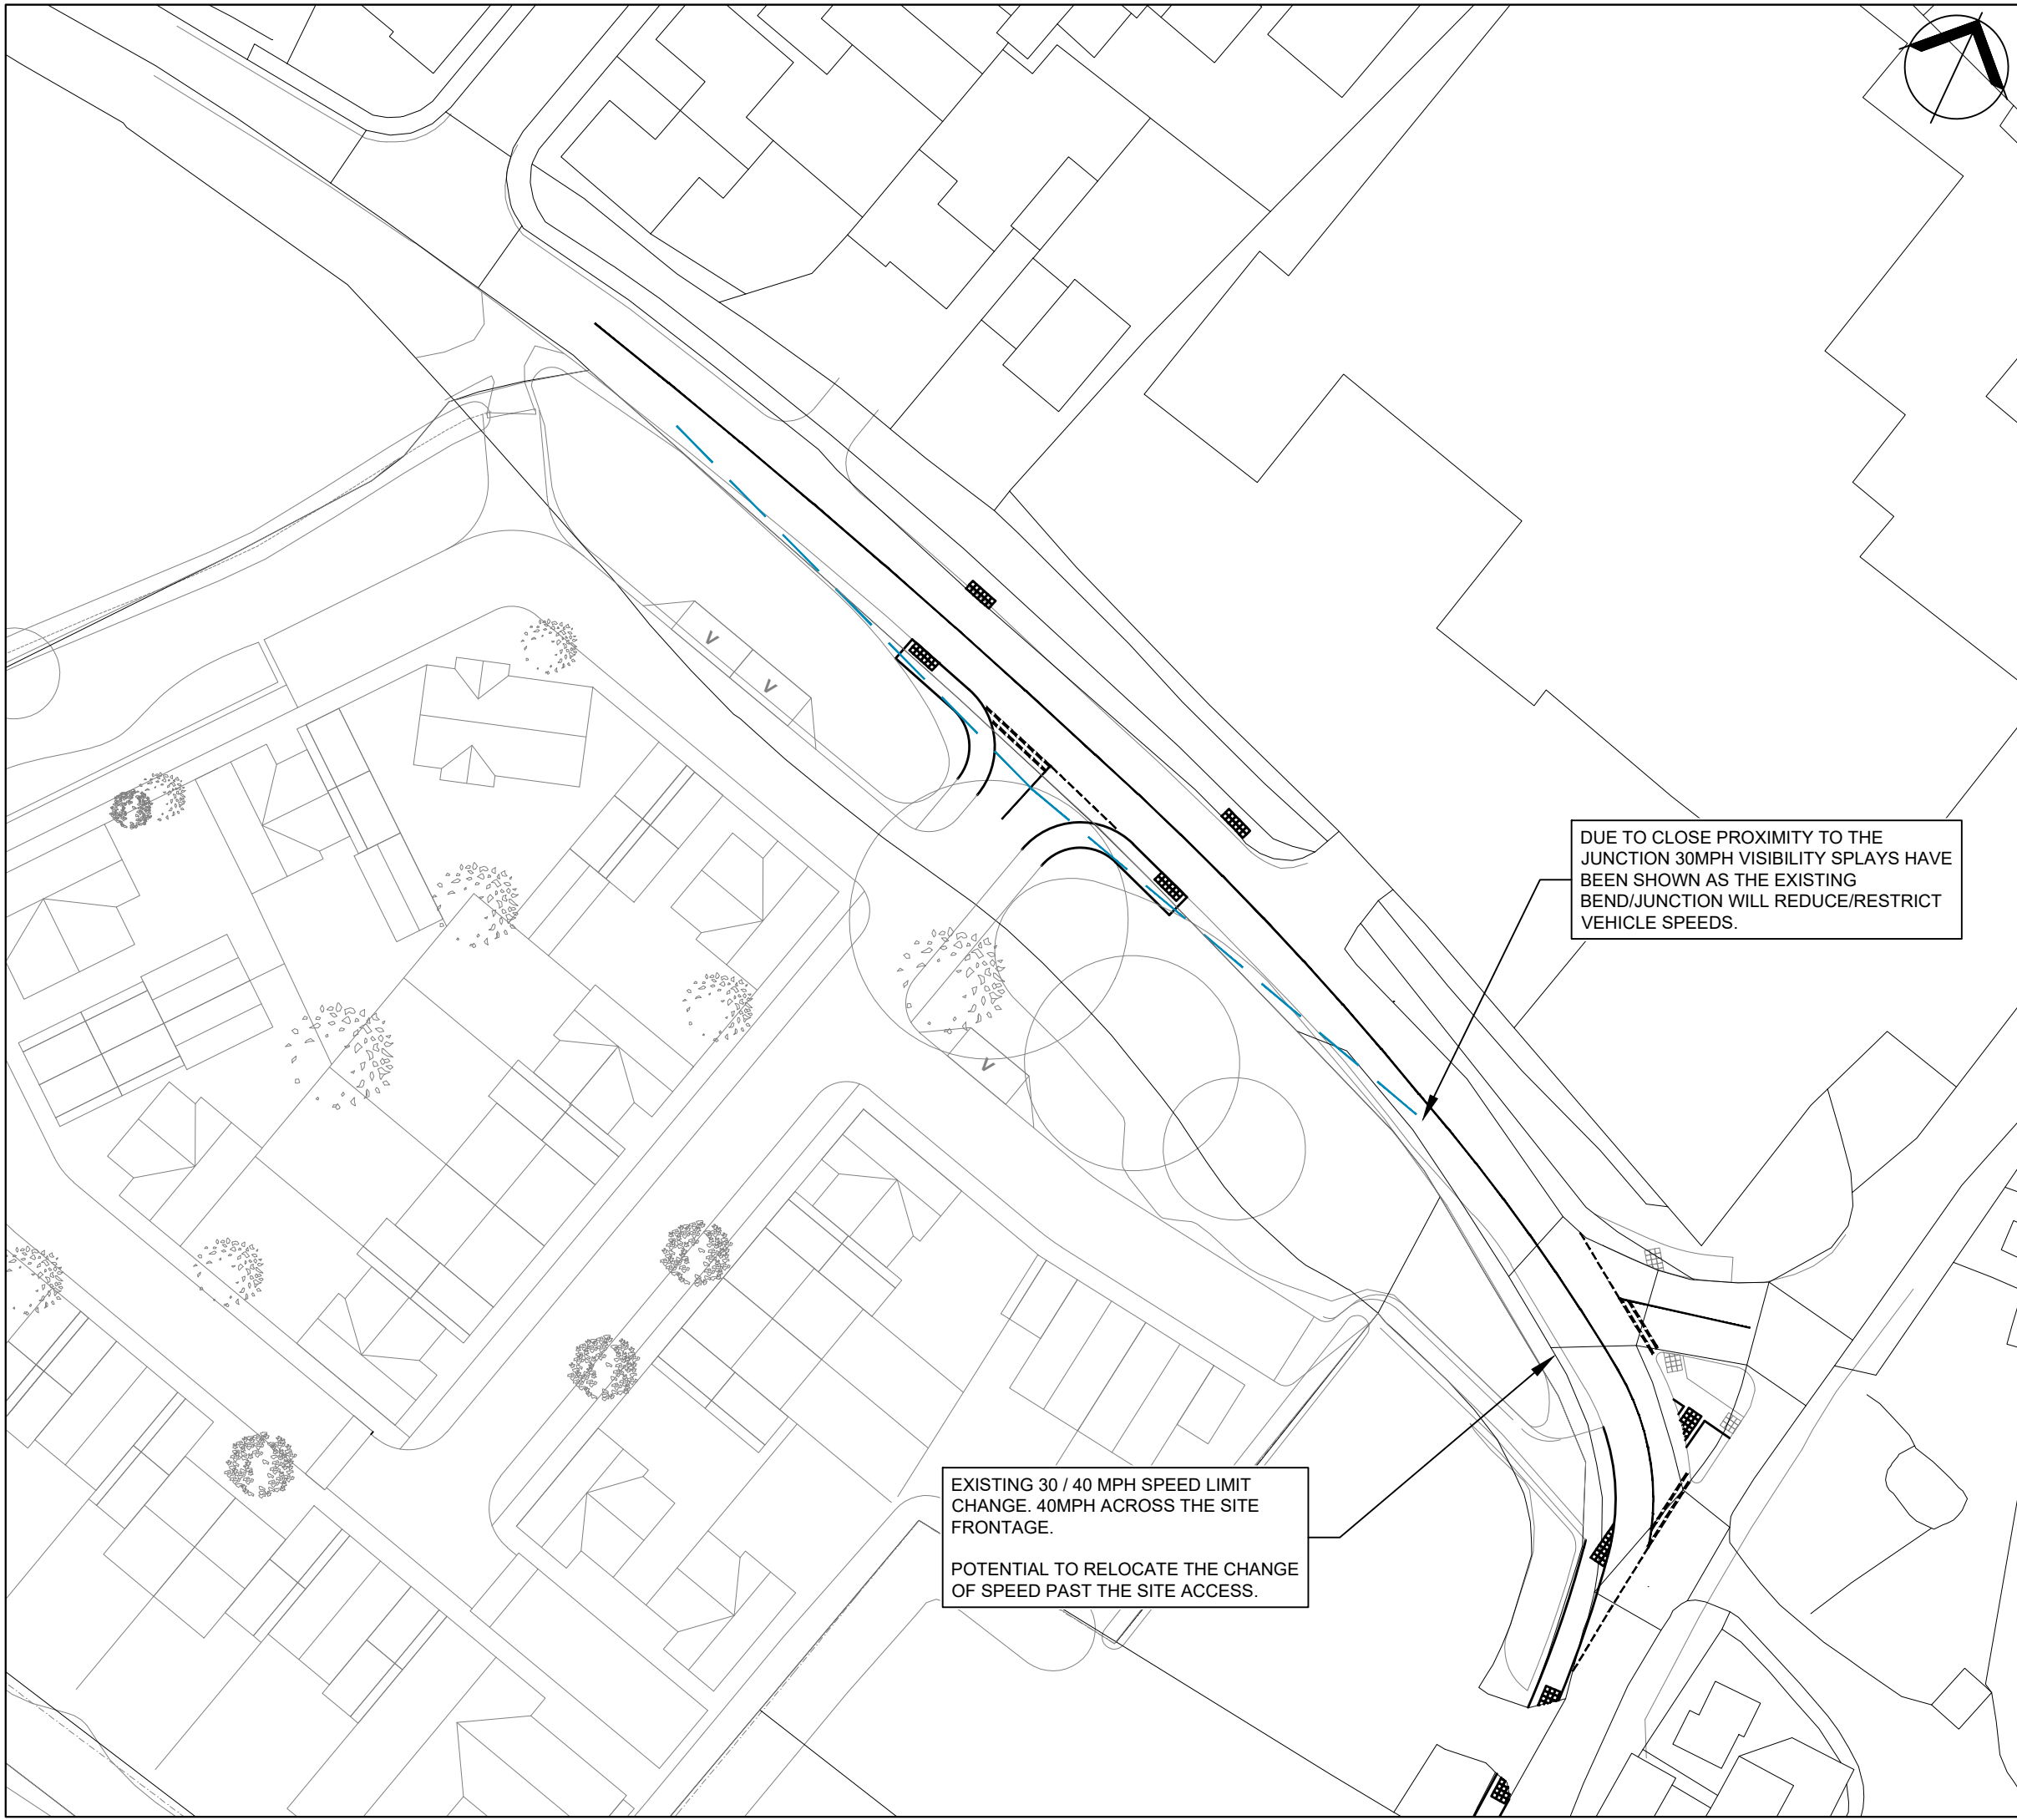 V
V
DUE TO CLOSE PROXIMITY TO THE
JUNCTION 30MPH VISIBILITY SPLAYS HAVE
BEEN SHOWN AS THE EXISTING
BEND/JUNCTION WILL REDUCE/RESTRICT
VEHICLE SPEEDS.
V
EXISTING 30 / 40 MPH SPEED LIMIT
CHANGE. 40MPH ACROSS THE SITE
FRONTAGE.
POTENTIAL TO RELOCATE THE CHANGE
OF SPEED PAST THE SITE ACCESS.